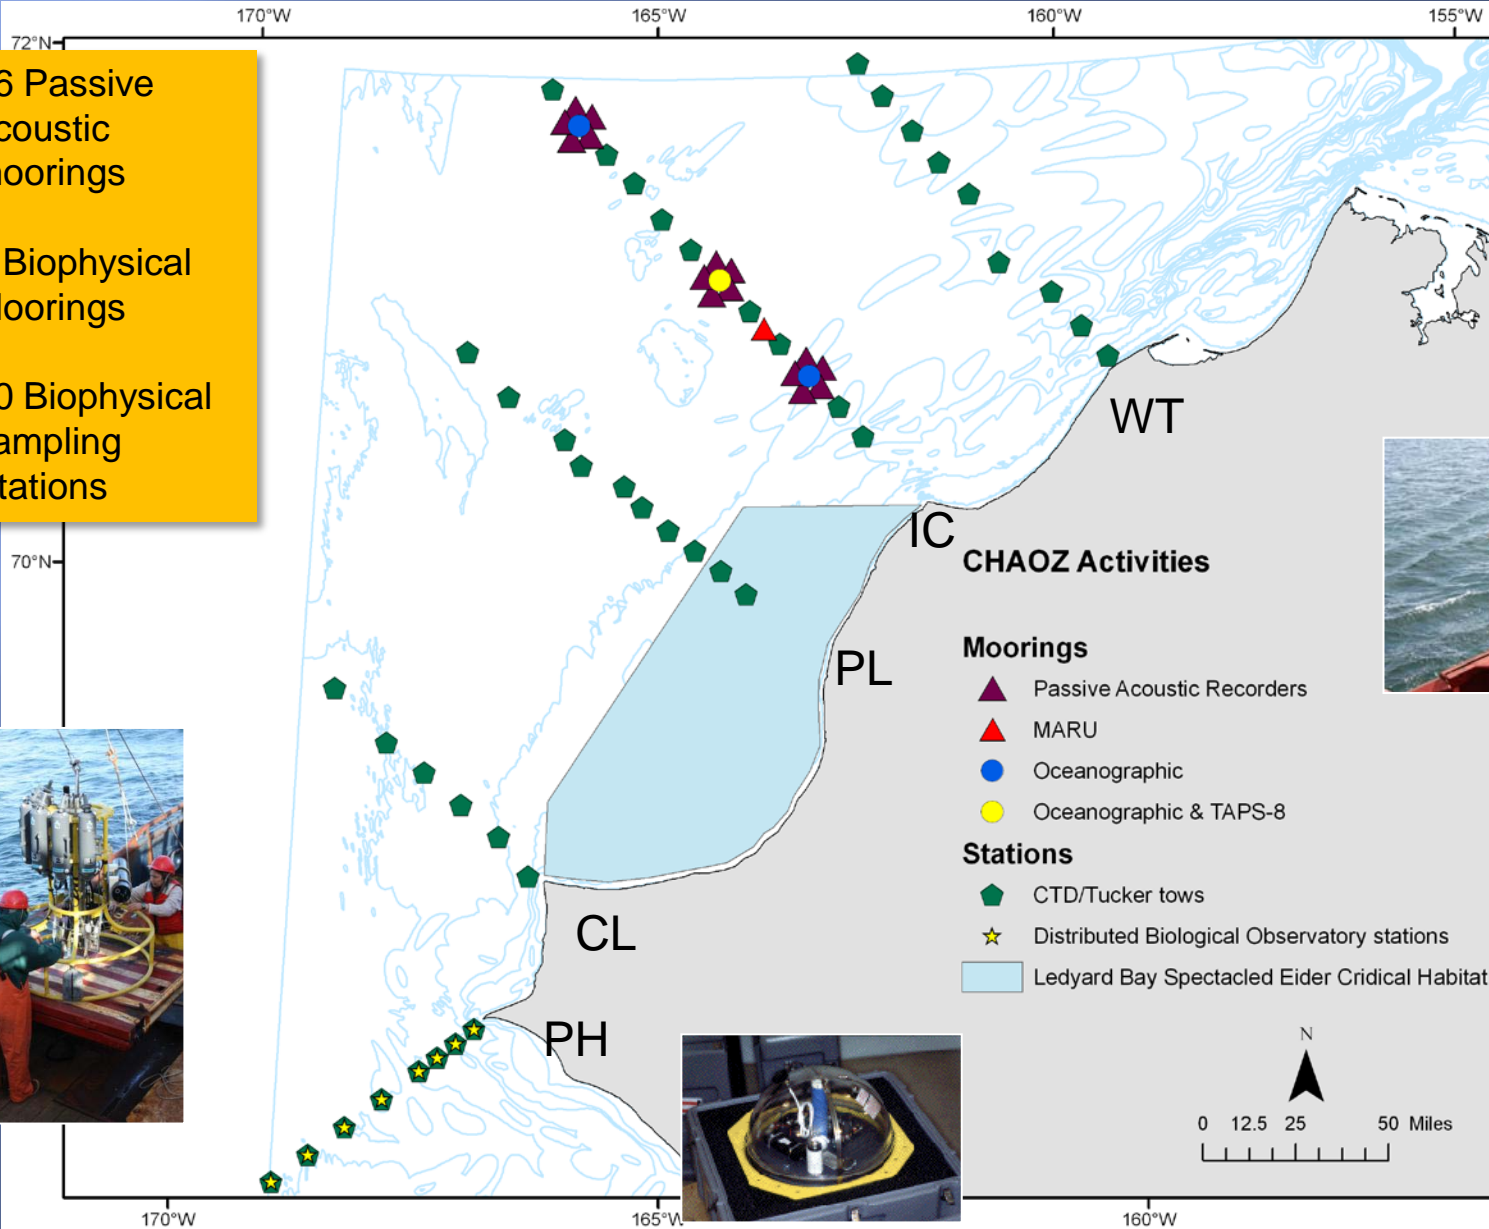 170°W 165°W 160°W 155°W
72°N
6 Passive
coustic
oorings
Biophysical
oorings
0 Biophysical
ampling
tations
70°N
WT
IC
PL
CL
PH
CHAOZ Activities
Moorings
Passive Acoustic Recorders
MARU
Oceanographic
Oceanographic & TAPS-8
Stations
CTD/Tucker tows
Distributed Biological Observatory stations
Ledyard Bay Spectacled Eider Cridical Habitat
N
0 12.5 25 50 Miles
170°W 165°W 160°W